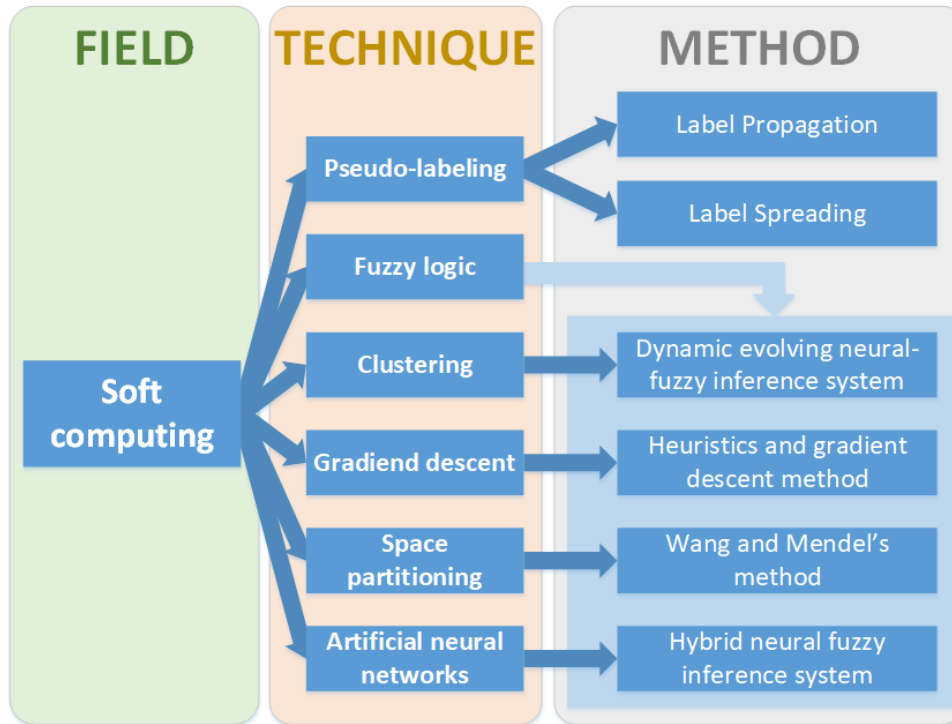 FIELD
TECHNIQUE
METHOD
Soft
computing
Pseudo-labeling
Fuzzy logic
Clustering
Gradiend descent
Space
partitioning
Artificial neural
networks
Label Propagation
Label Spreading
Dynamic evolving neural-
fuzzy inference system
Heuristics and gradient
descent method
Wang and Mendel’s
method
Hybrid neural fuzzy
inference system